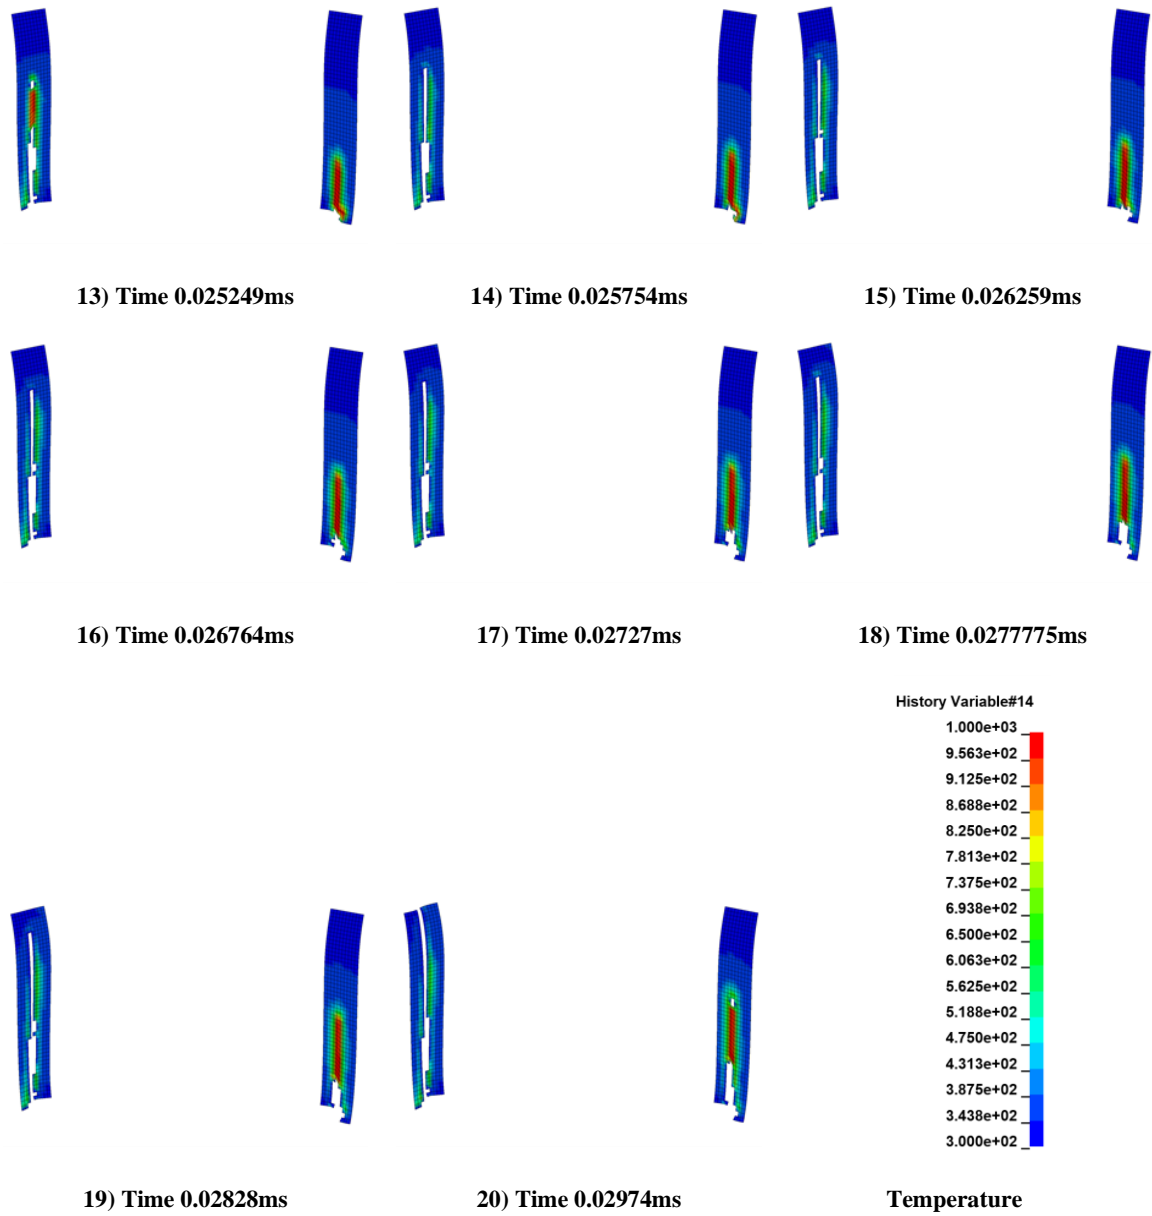 13) Time 0.025249ms
14) Time 0.025754ms
15) Time 0.026259ms
16) Time 0.026764ms
17) Time 0.02727ms
18) Time 0.0277775ms
History Variable#14
1.000e+03
9.563e+02
9.125e+02
8.688e+02
8.250e+02
7.813e+02
7.375e+02
6.938e+02
6.500e+02
6.063e+02
5.625e+02
5.188e+02
4.750e+02
4.313e+02
3.875e+02
3.438e+02
3.000e+02
19) Time 0.02828ms
20) Time 0.02974ms
Temperature